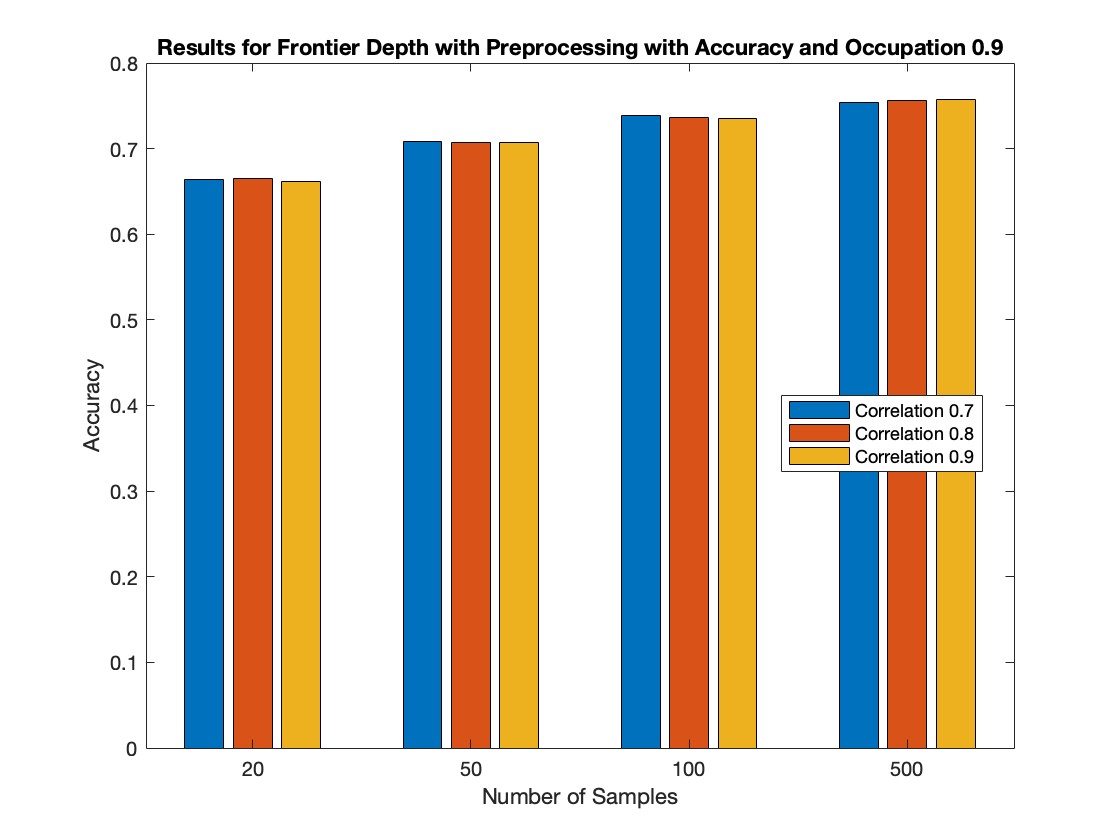 Results for Frontier Depth with Preprocessing with Accuracy and Occupation 0.9
0.8
0.7
0.6
0.5
0.4
0.3
0.2
0.1
0
Accuracy
Correlation 0.7
Correlation 0.8
Correlation 0.9
20 50 100 500
Number of Samples